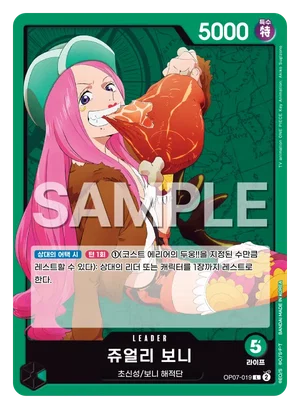 5000
특수
特
SAMPLE
상대의 어택 시 턴 1회 ①(코스트 에리어의 두웅!!을 지정된 수만큼
레스트할 수 있다): 상대의 리더 또는 캐릭터를 1장까지 레스트로
한다.
LEADER
쥬얼리 보니
초신성/보니 해적단
5
라이프
OP07-019 L